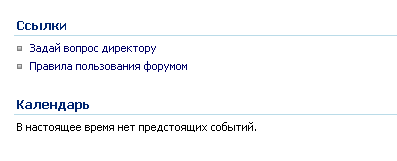 Ссылки
Задай вопрос директору
Правила пользования форумом
Календарь
В настоящее время нет предстоящих событий.